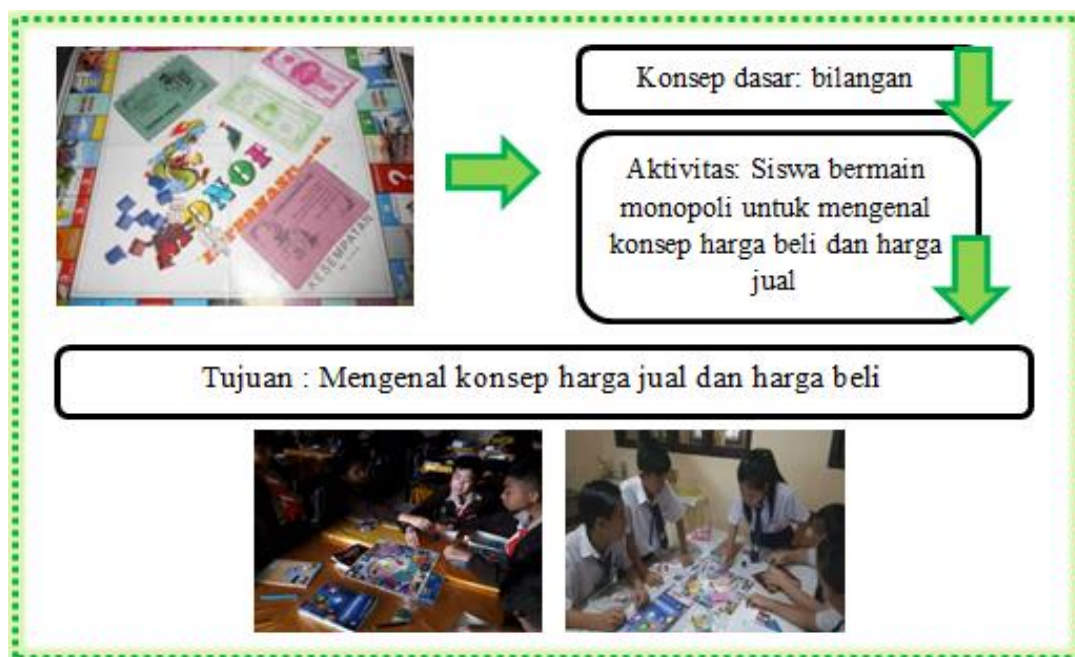 Konsep dasar: bilangan
Aktivitas: Siswa bermain
monopoli untuk mengenal
konsep harga beli dan harga
jual
Tujuan : Mengenal konsep harga jual dan harga beli
KESEMPATAN